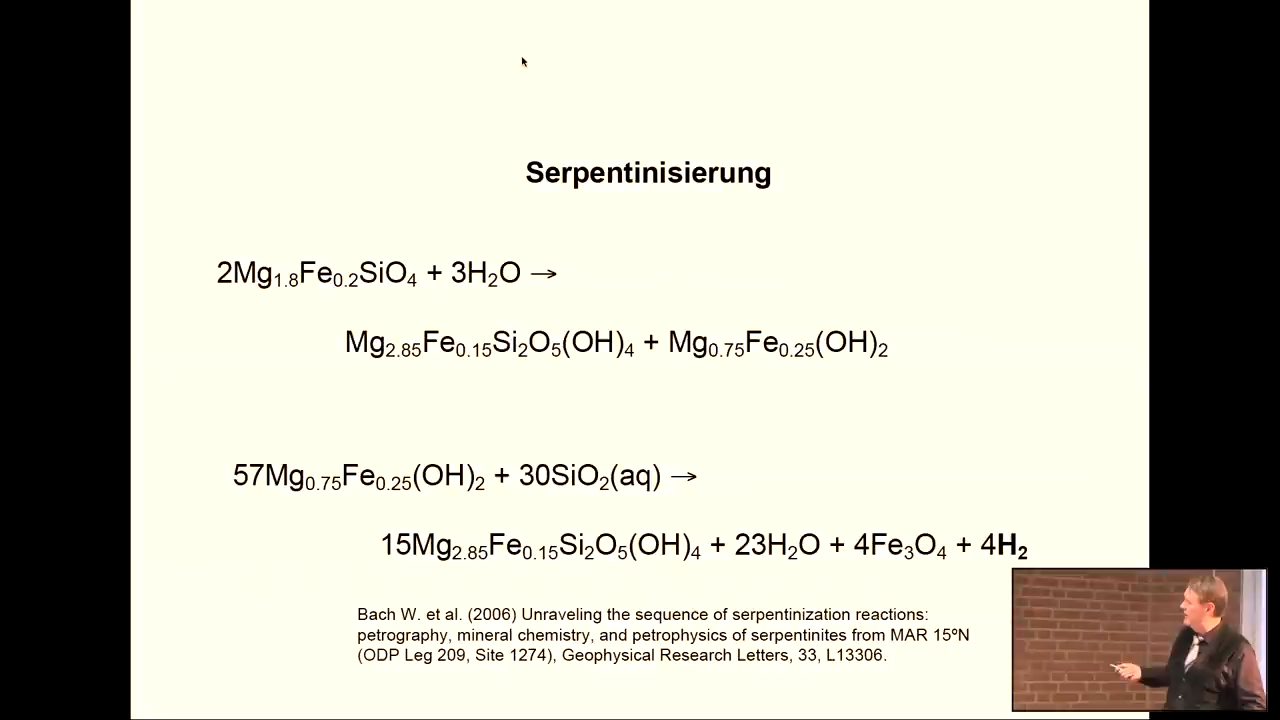 Serpentinisierung
2Mg₁.₈Fe₀.₂SiO₄ + 3H₂O →
Mg₂.₈₅Fe₀.₁₅Si₂O₅(OH)₄ + Mg₀.₇₅Fe₀.₂₅(OH)₂
57Mg₀.₇₅Fe₀.₂₅(OH)₂ + 30SiO₂(aq) →
15Mg₂.₈₅Fe₀.₁₅Si₂O₅(OH)₄ + 23H₂O + 4Fe₃O₄ + 4H₂
Bach W. et al. (2006) Unraveling the sequence of serpentinization reactions:
petrography, mineral chemistry, and petrophysics of serpentinites from MAR 15ºN
(ODP Leg 209, Site 1274), Geophysical Research Letters, 33, L13306.